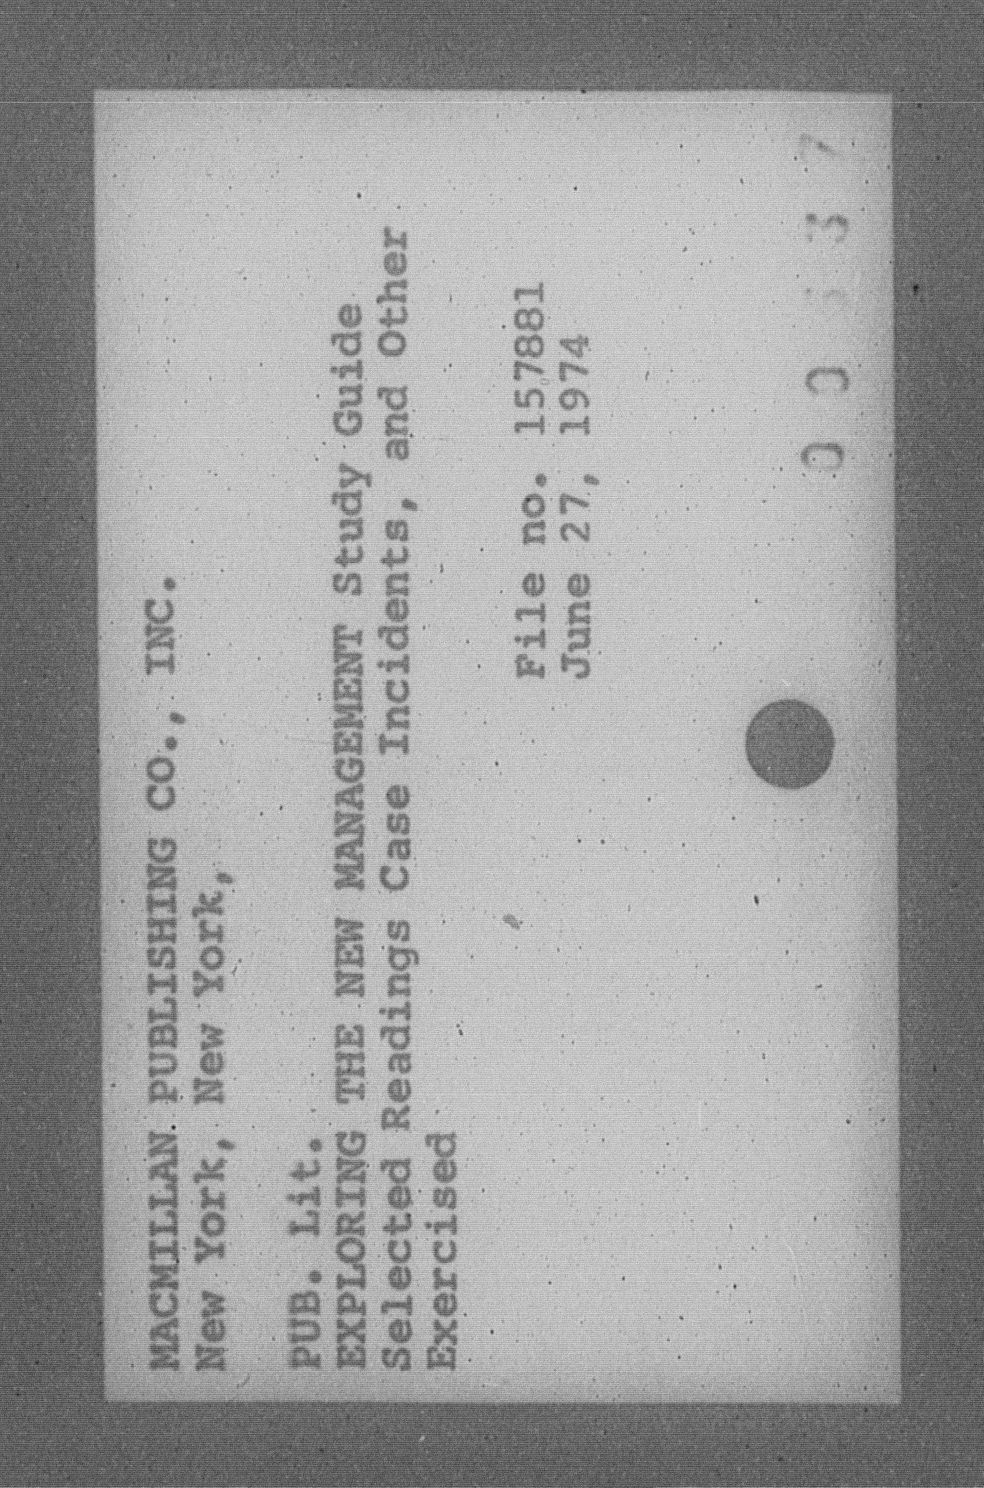 MACMILLAN PUBLISHING CO., INC.
New York, New York,
PUB. Lit.
EXPLORING THE NEW MANAGEMENT Study Guide
Selected Readings Case Incidents, and Other
Exercised
File no. 157881
June 27, 1974